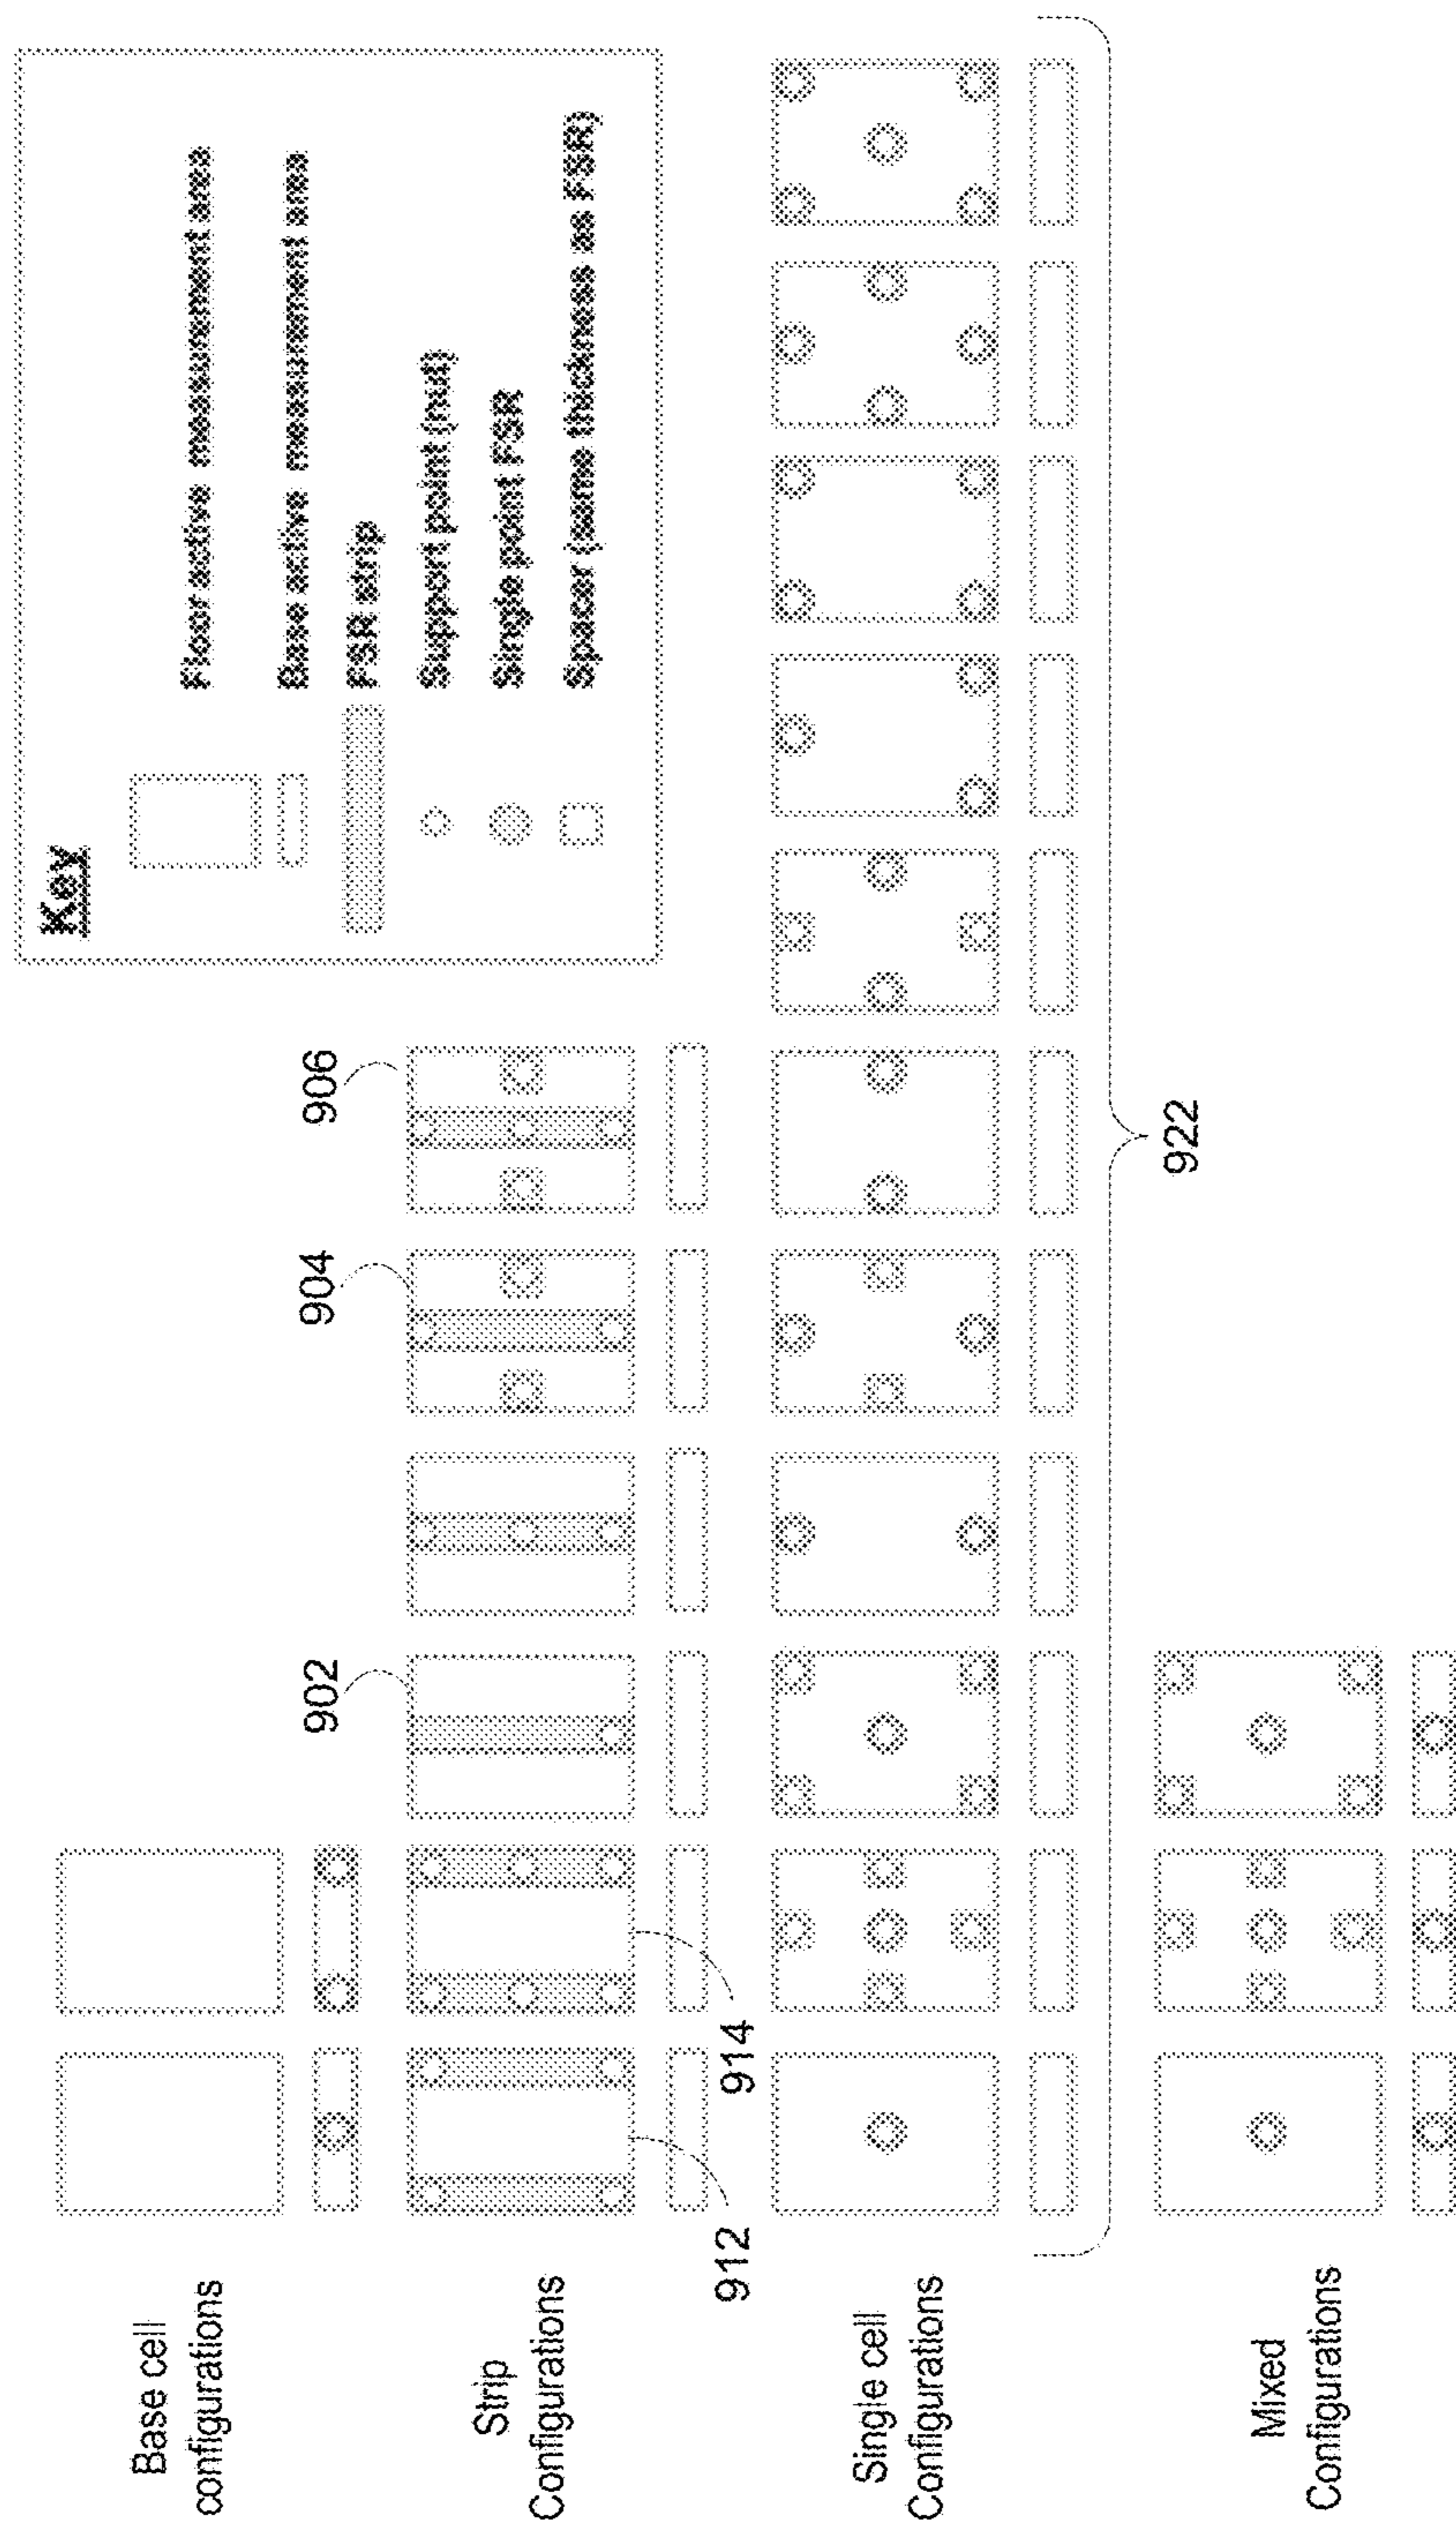 Key
Floor active measurement area
Base active measurement area
FSR strip
Support point (nut)
Single point FSR
Spacer (same thickness as FSR)
Base cell
configurations
Strip
Configurations
902
904
906
912
914
Single cell
Configurations
922
Mixed
Configurations